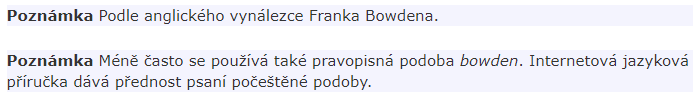 Poznámka Podle anglického vynálezce Franka Bowdena.
Poznámka Méně často se používá také pravopisná podoba bowden. Internetová jazyková
příručka dává přednost psaní počeštěné podoby.